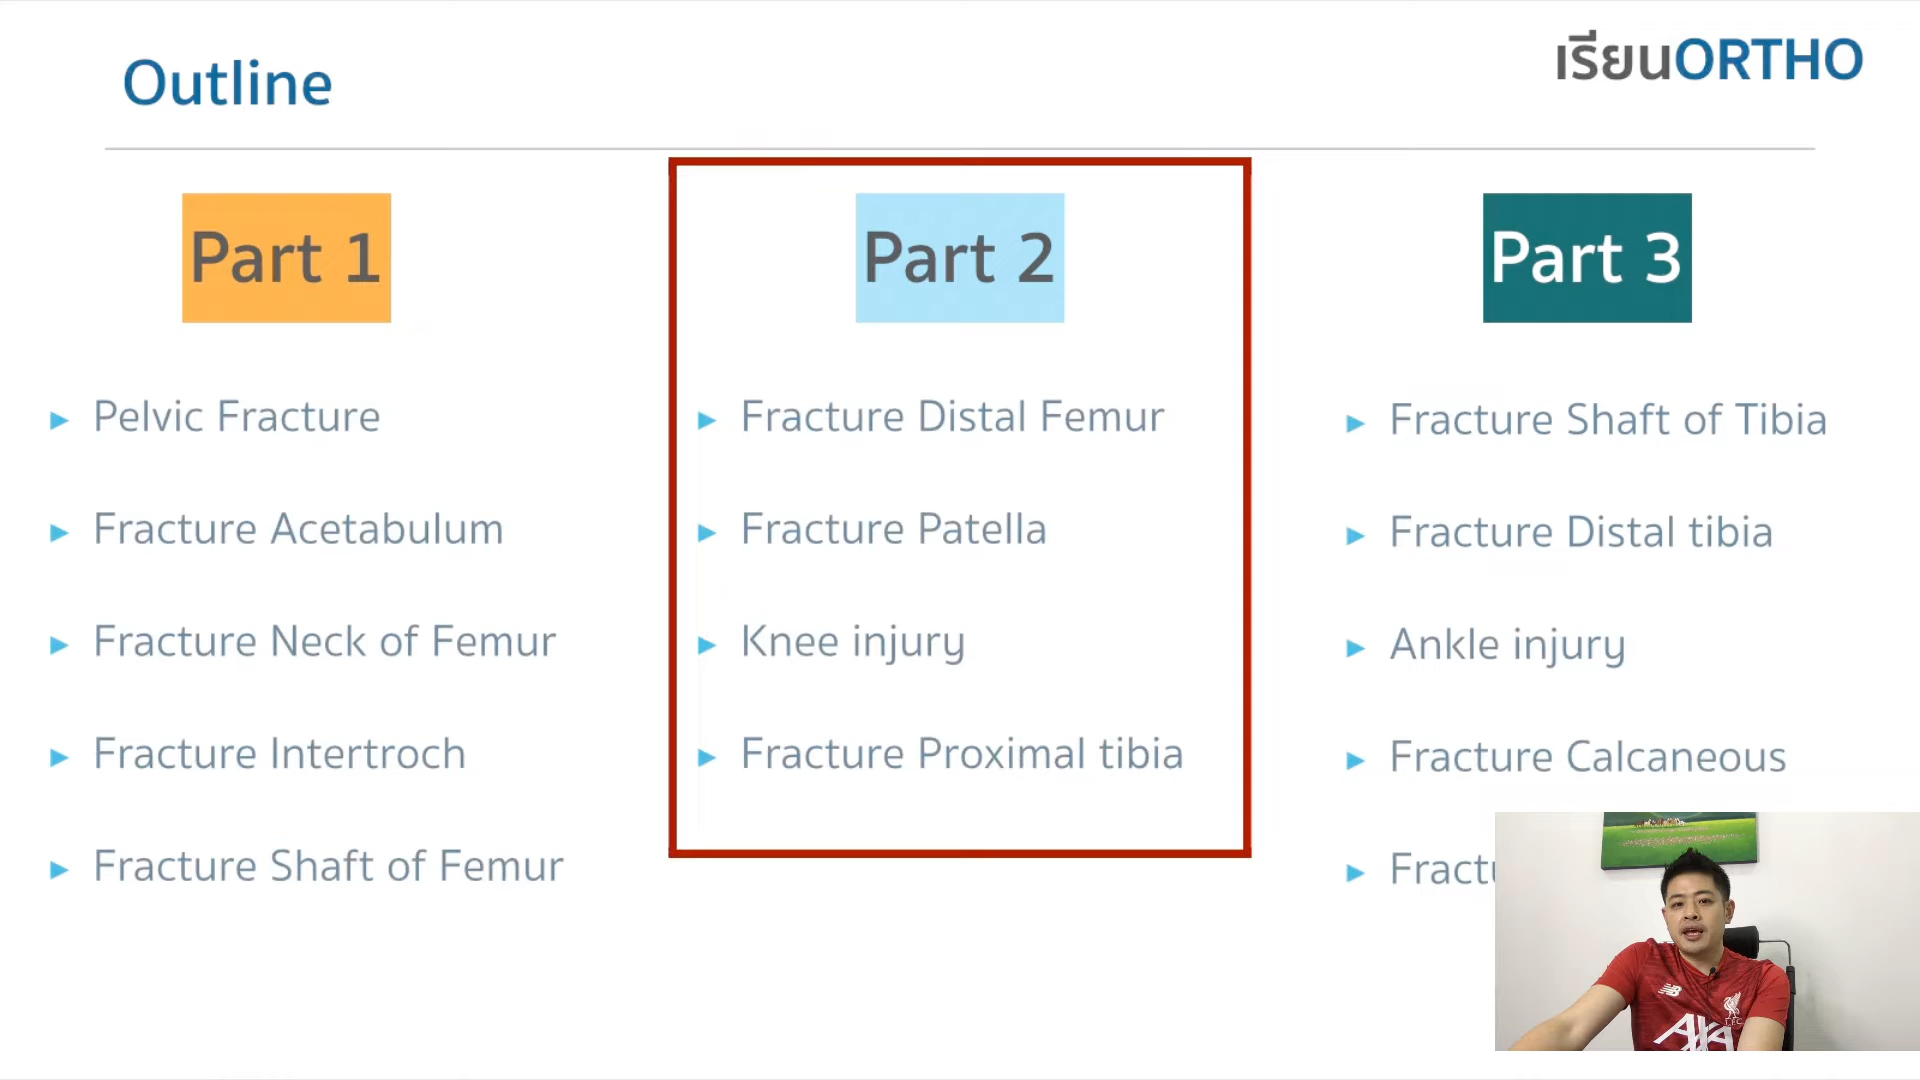 Outline
เรียนORTHO
Part 1
Pelvic Fracture
Fracture Acetabulum
Fracture Neck of Femur
Fracture Intertroch
Fracture Shaft of Femur
Part 2
Fracture Distal Femur
Fracture Patella
Knee injury
Fracture Proximal tibia
Part 3
Fracture Shaft of Tibia
Fracture Distal tibia
Ankle injury
Fracture Calcaneous
NB
L.F.C.
AXA